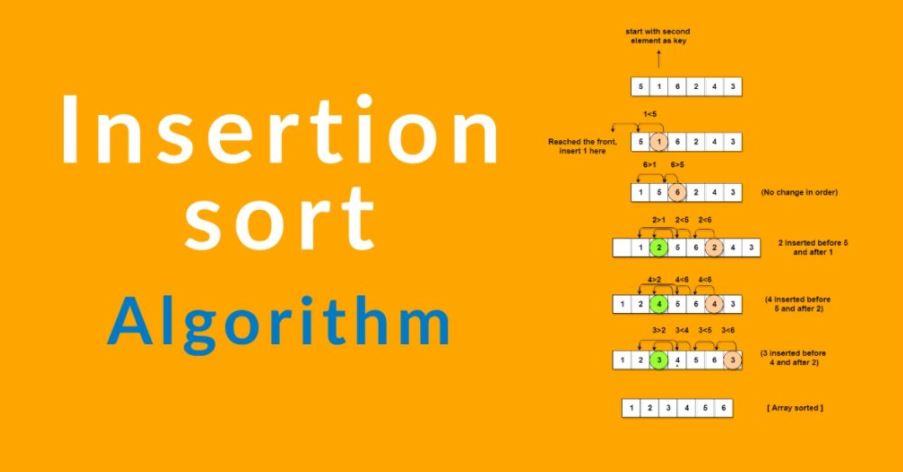 Insertion
sort
Algorithm
start with second
element as key
5 1 6 2 4 3
1<5
Reached the front,
insert 1 here
5 1 6 2 4 3
6>1 6>5
1 5 6 2 4 3
(No change in order)
2>1 2<5 2<6
1 2 5 6 2 4 3
2 inserted before 5
and after 1
4>2 4<5 4<6
1 2 4 5 6 4 3
(4 inserted before
5 and after 2)
3>2 3<4 3<5 3<6
1 2 3 4 5 6 3
(3 inserted before
4 and after 2)
1 2 3 4 5 6
[ Array sorted ]